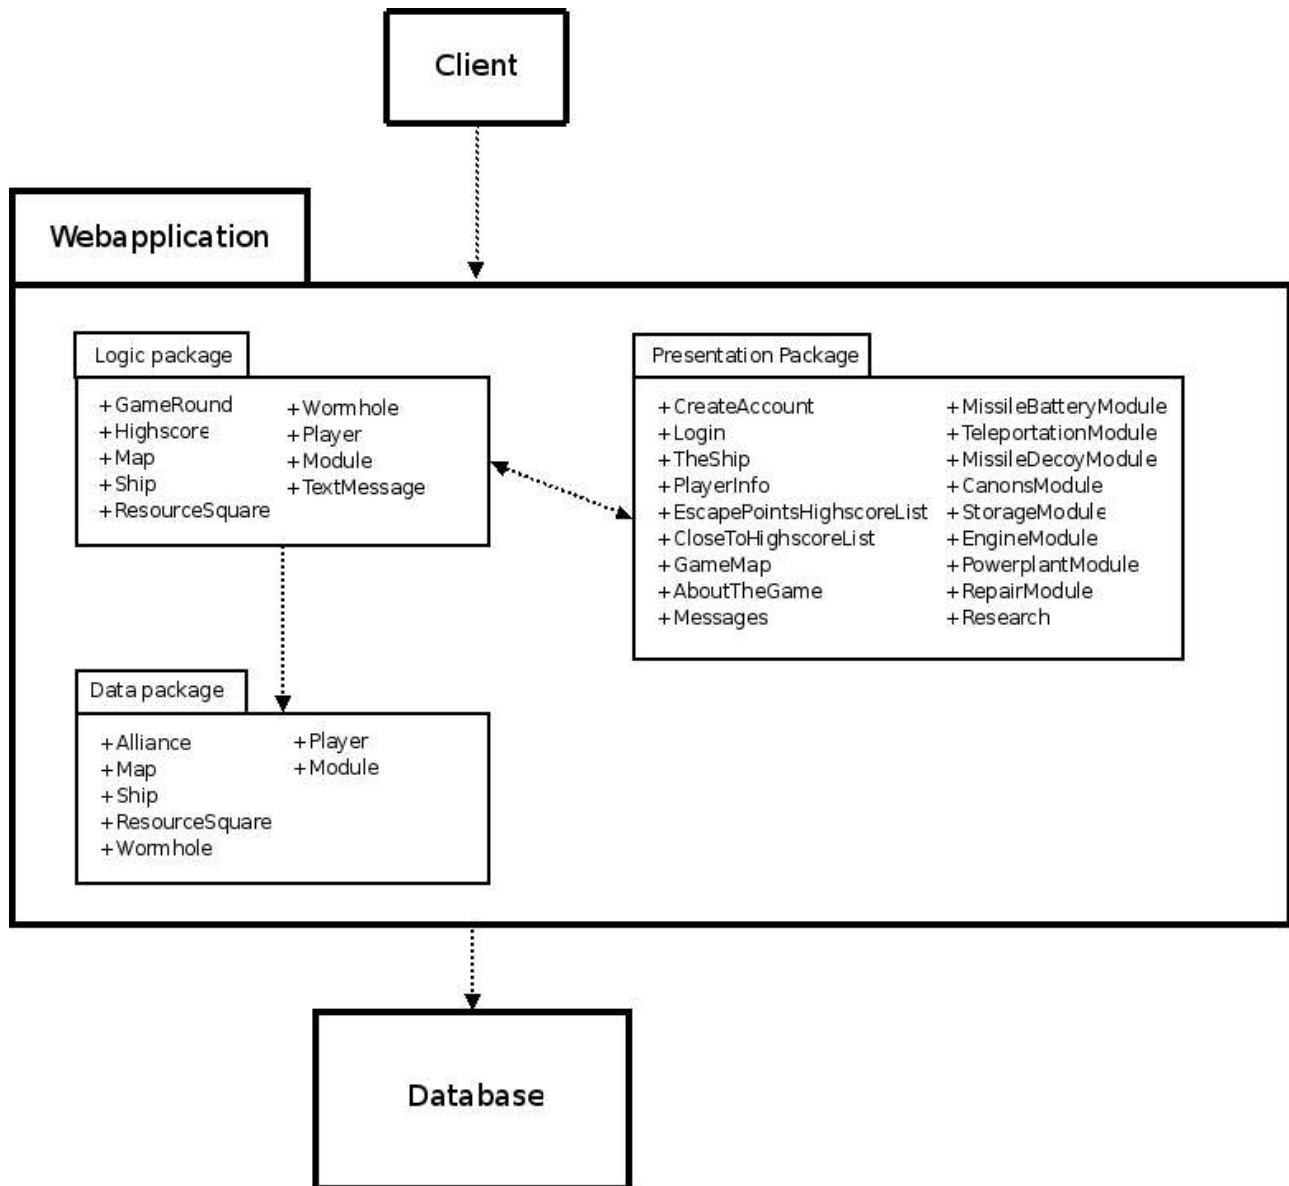 Client
Webapplication
Logic package
+GameRound
+Highscore
+Map
+Ship
+ResourceSquare
+Wormhole
+Player
+Module
+TextMessage
Presentation Package
+CreateAccount
+Login
+TheShip
+PlayerInfo
+EscapePointsHighscoreList
+CloseToHighscoreList
+GameMap
+AboutTheGame
+Messages
+MissileBatteryModule
+TeleportationModule
+MissileDecoyModule
+CanonsModule
+StorageModule
+EngineModule
+PowerplantModule
+RepairModule
+Research
Data package
+Alliance
+Map
+Ship
+ResourceSquare
+Wormhole
+Player
+Module
Database